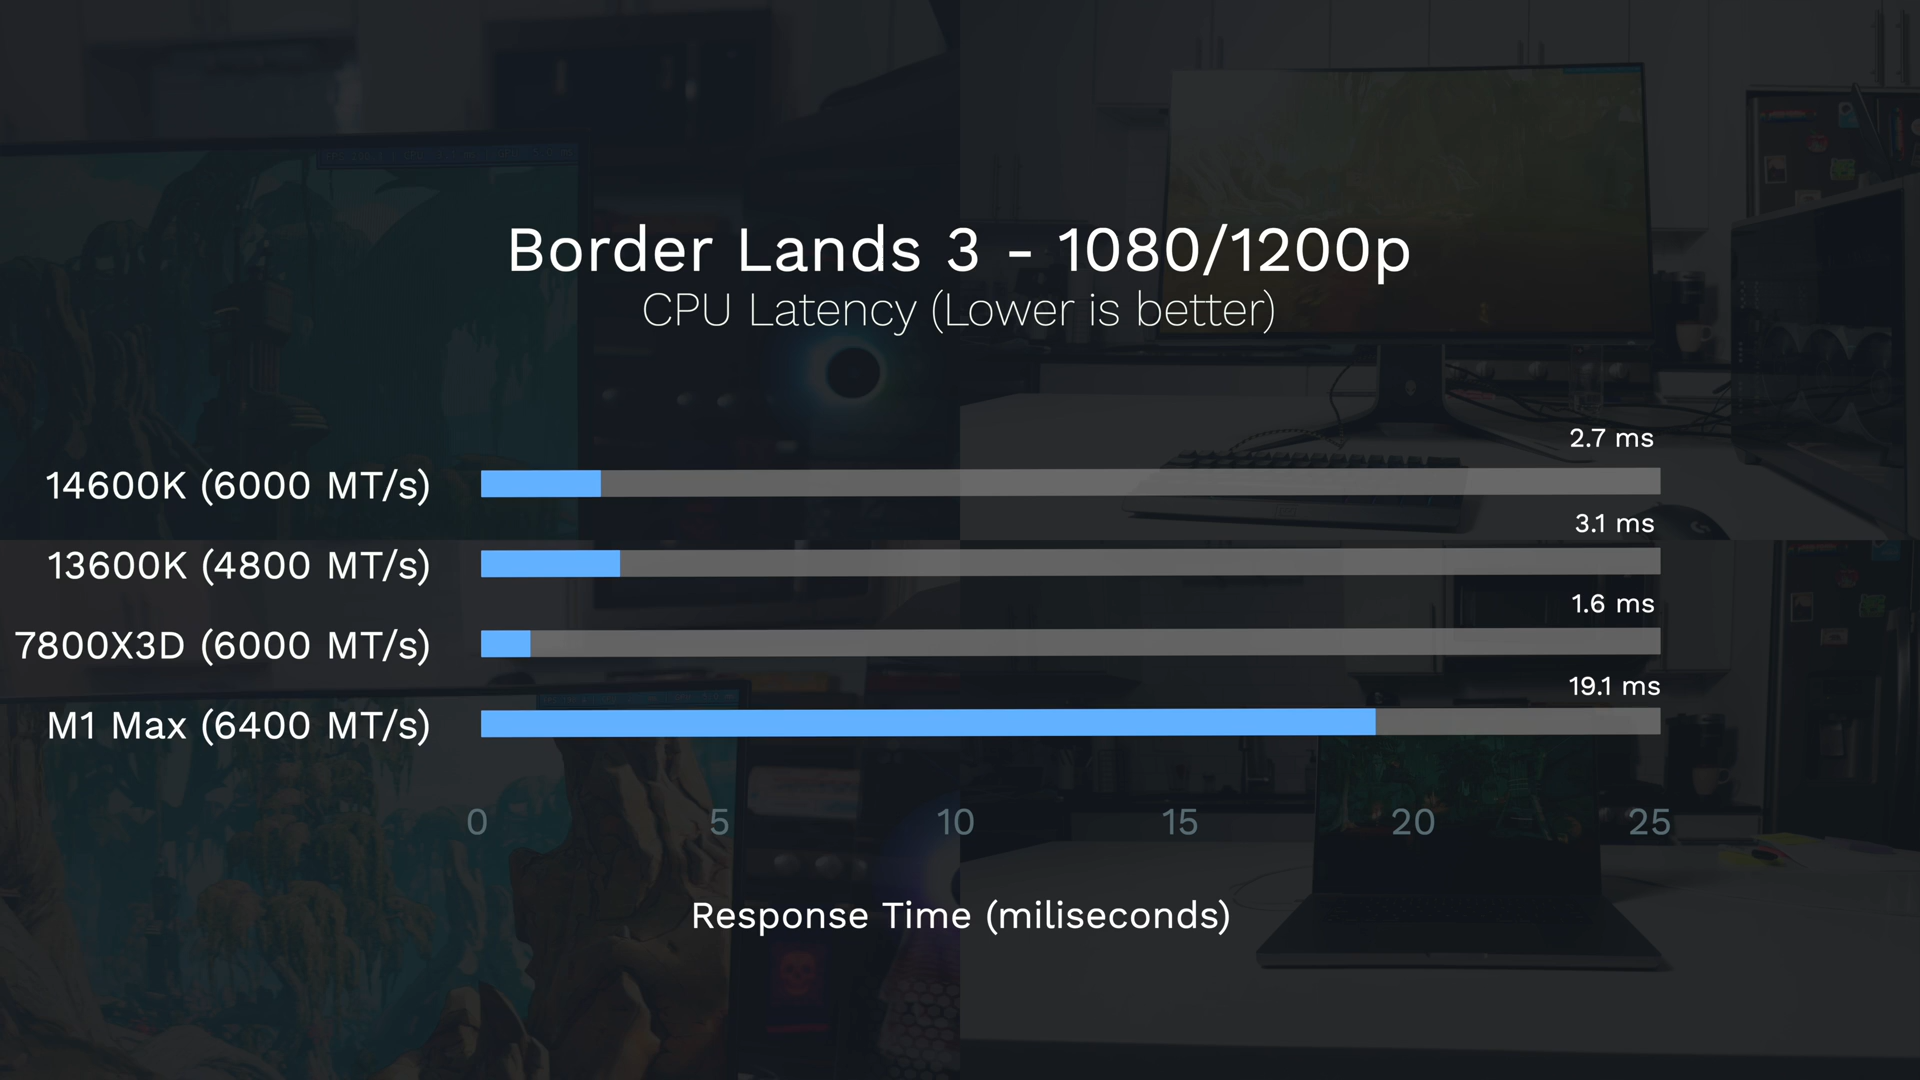 Border Lands 3 - 1080/1200p
CPU Latency (Lower is better)
2.7 ms
14600K (6000 MT/s)
3.1 ms
13600K (4800 MT/s)
1.6 ms
7800X3D (6000 MT/s)
19.1 ms
M1 Max (6400 MT/s)
0 5 10 15 20 25
Response Time (miliseconds)